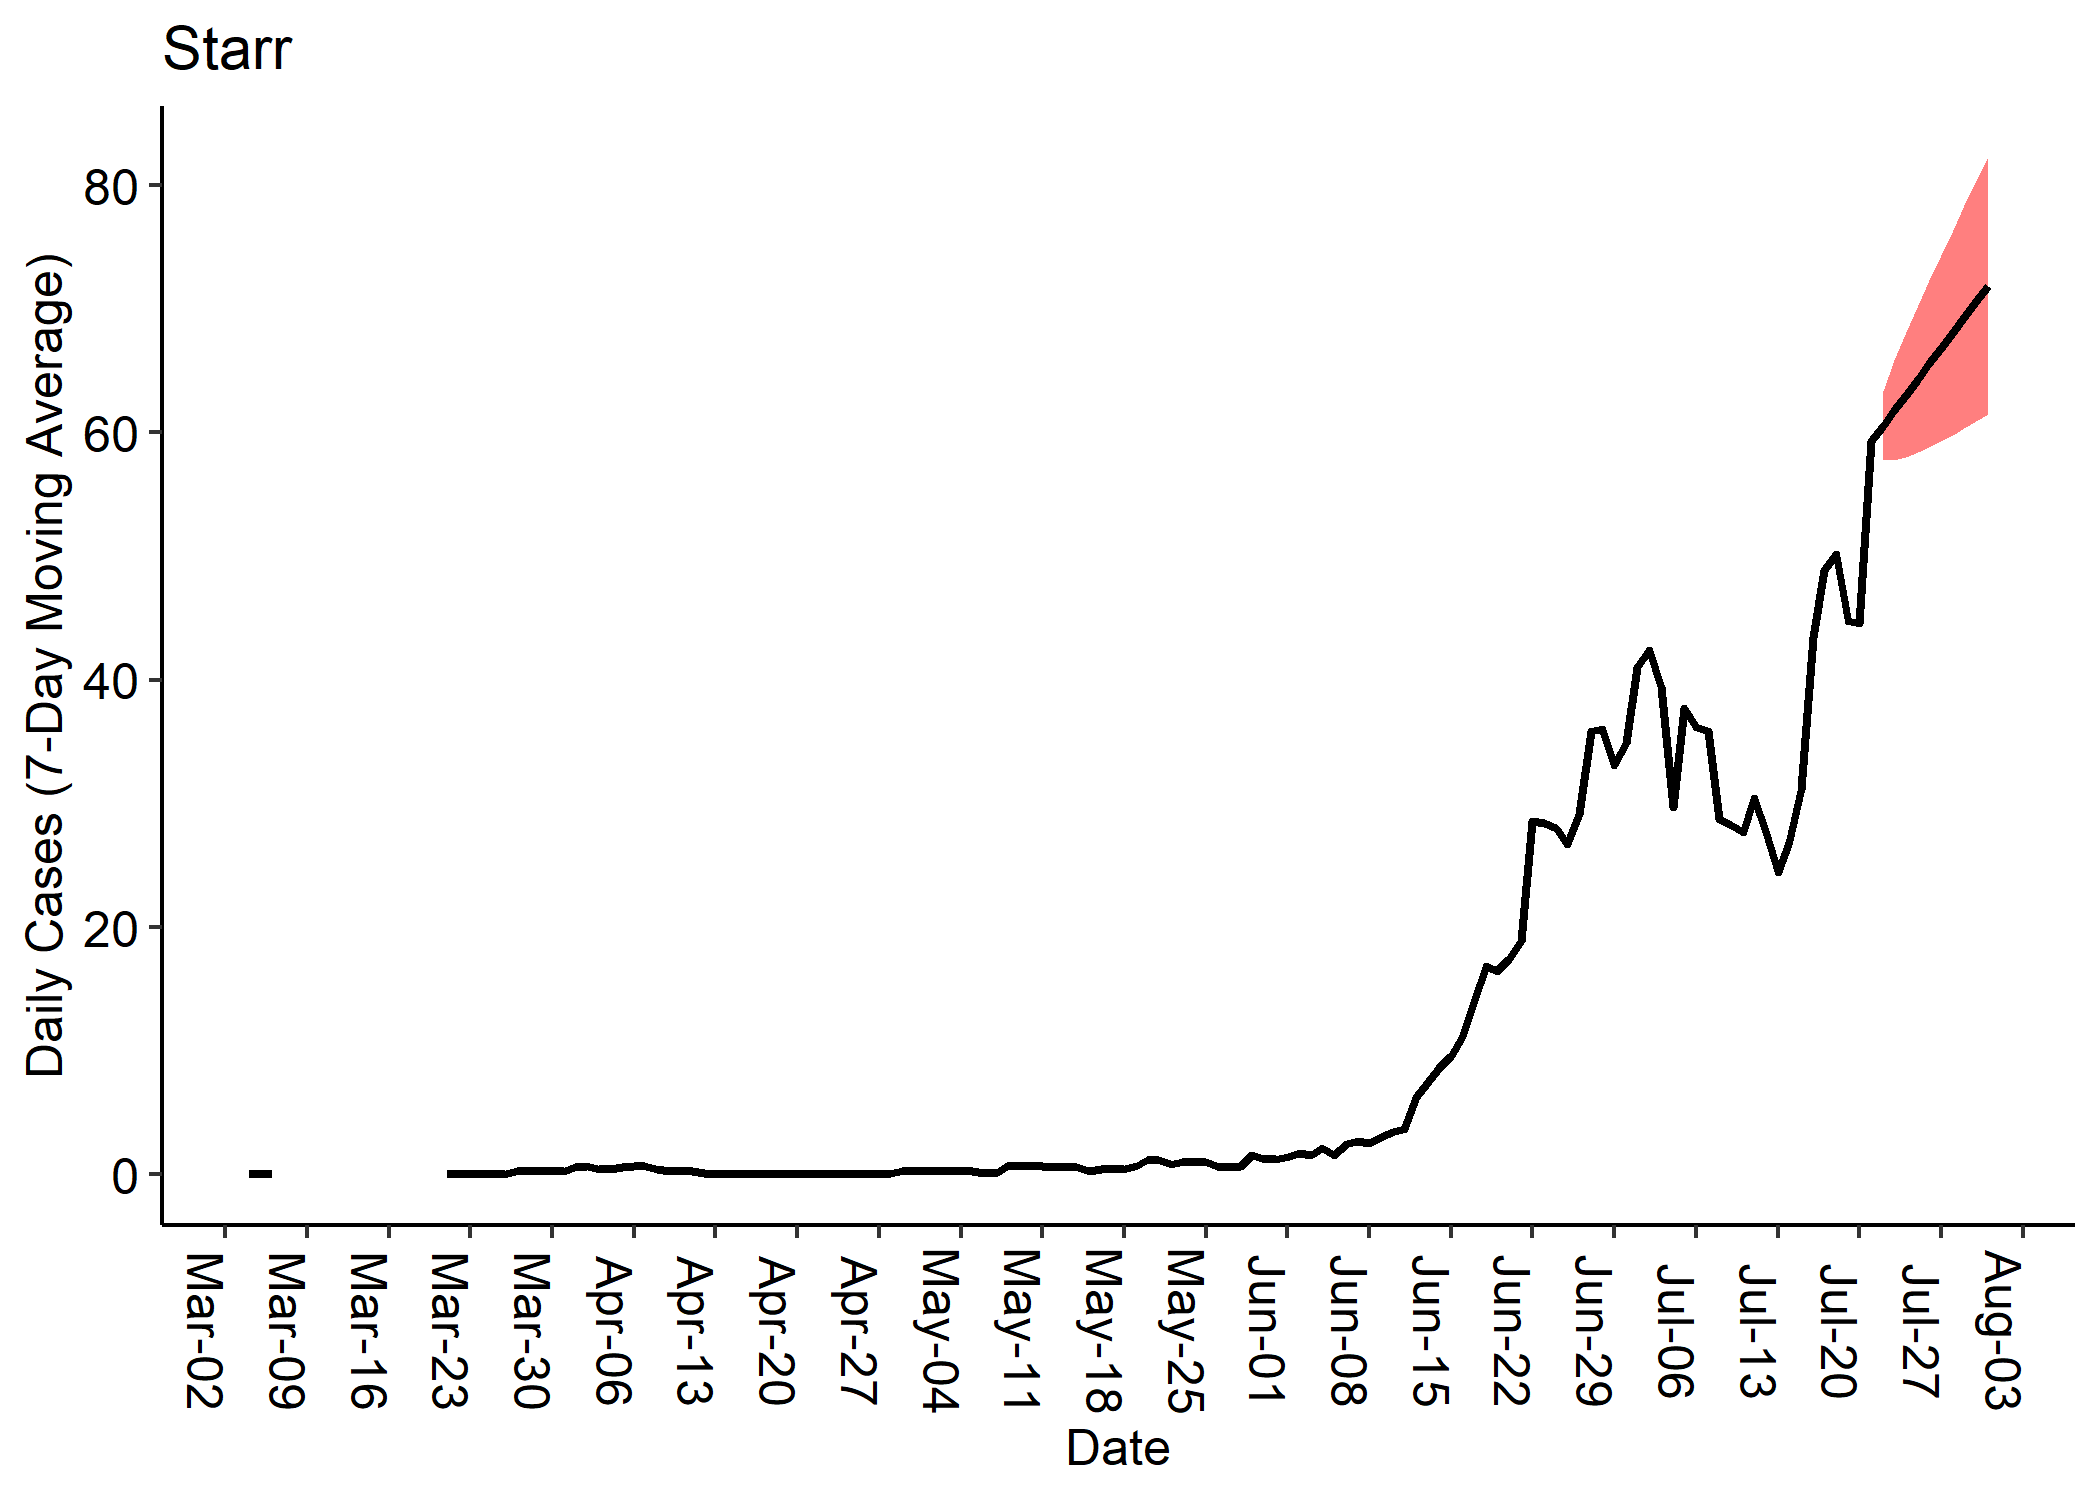 Starr
Daily Cases (7-Day Moving Average)
80
60
40
20
0
Mar-02
Mar-09
Mar-16
Mar-23
Mar-30
Apr-06
Apr-13
Apr-20
Apr-27
May-04
May-11
May-18
May-25
Jun-01
Jun-08
Jun-15
Jun-22
Jun-29
Jul-06
Jul-13
Jul-20
Jul-27
Aug-03
Date